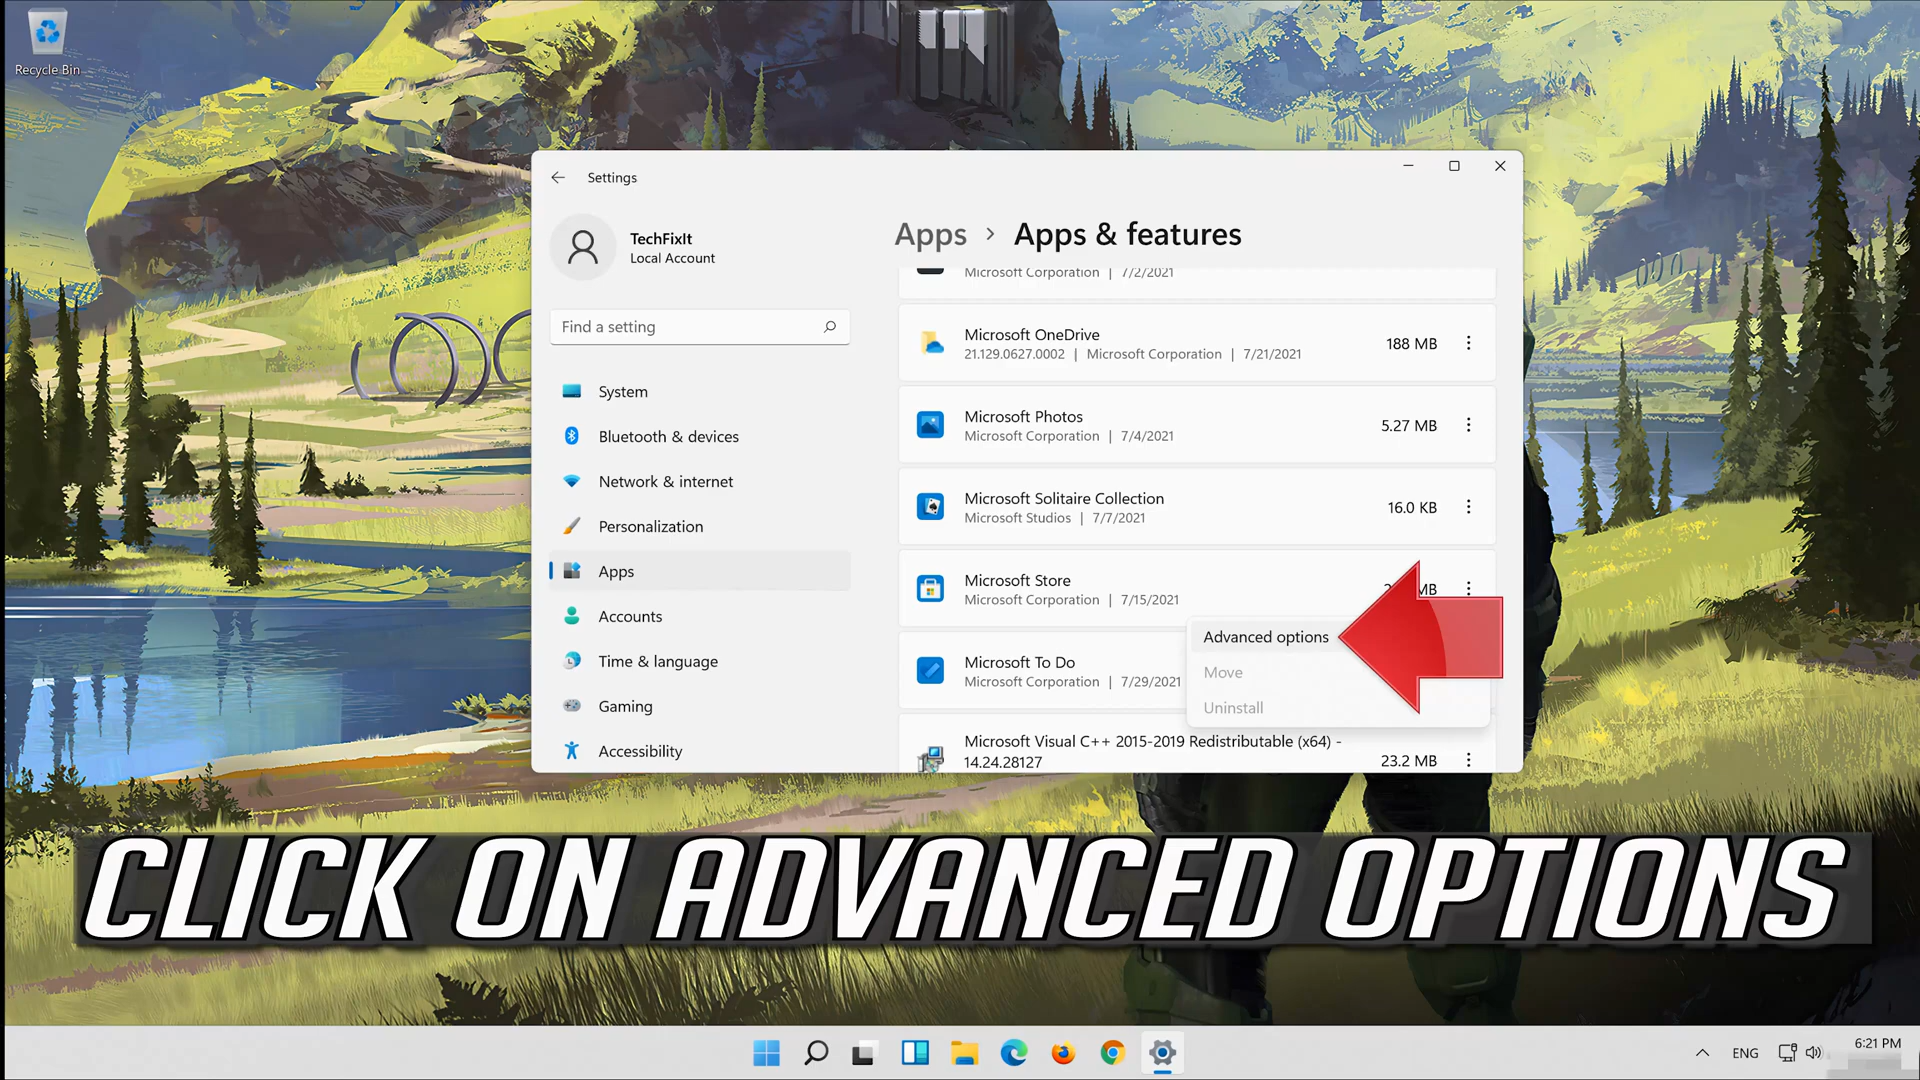 Recycle Bin
Settings
TechFixIt
Local Account
Find a setting
System
Bluetooth & devices
Network & internet
Personalization
Apps
Accounts
Time & language
Gaming
Accessibility
Apps > Apps & features
Microsoft Corporation | 7/2/2021
Microsoft OneDrive
21.129.0627.0002 | Microsoft Corporation | 7/21/2021
188 MB
Microsoft Photos
Microsoft Corporation | 7/4/2021
5.27 MB
Microsoft Solitaire Collection
Microsoft Studios | 7/7/2021
16.0 KB
Microsoft Store
Microsoft Corporation | 7/15/2021
MB
Advanced options
Move
Uninstall
Microsoft To Do
Microsoft Corporation | 7/29/2021
Microsoft Visual C++ 2015-2019 Redistributable (x64) -
14.24.28127
23.2 MB
CLICK ON ADVANCED OPTIONS
ENG
6:21 PM